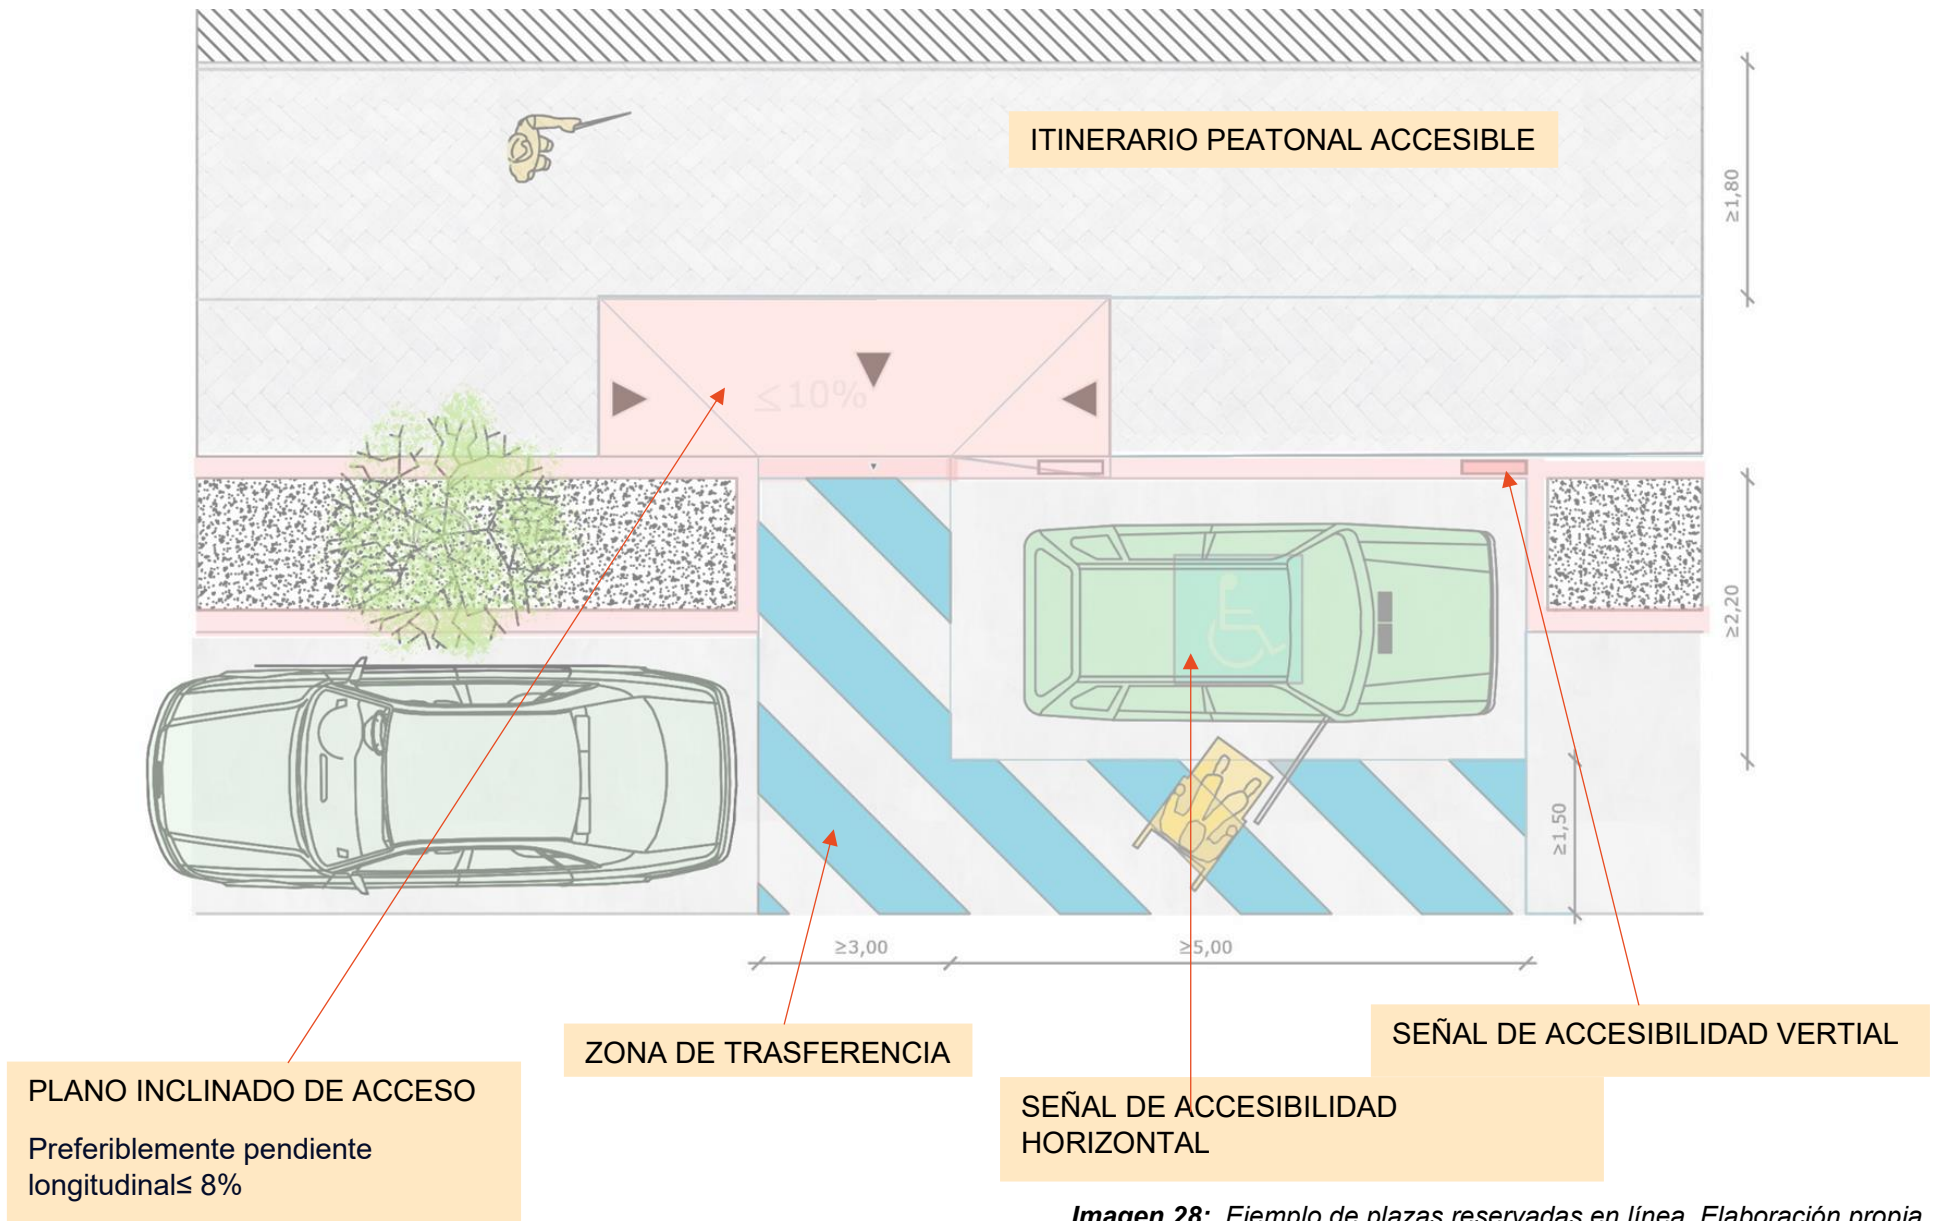 ITINERARIO PEATONAL ACCESIBLE
≥1,80
≤10%
≥2,20
≥1,50
≥3,00
≥5,00
SEÑAL DE ACCESIBILIDAD VERTIAL
ZONA DE TRASFERENCIA
PLANO INCLINADO DE ACCESO
Preferiblemente pendiente
longitudinal≤ 8%
SEÑAL DE ACCESIBILIDAD
HORIZONTAL
Imagen 28: Ejemplo de plazas reservadas en línea. Elaboración propia